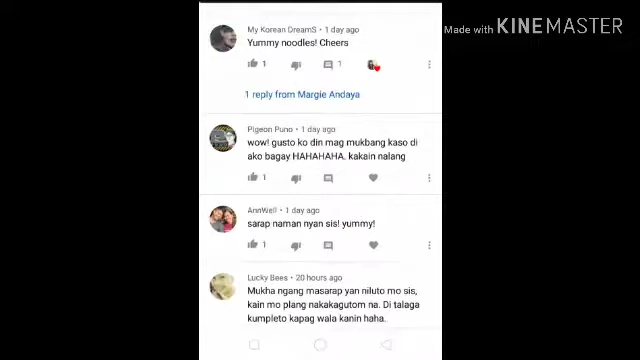 Made with KINEMASTER
My Korean DreamS • 1 day ago
Yummy noodles! Cheers
1
1
1 reply from Margie Andaya
Pigeon Puno • 1 day ago
wow! gusto ko din mag mukbang kaso di
ako bagay HAHAHAHA. kakain nalang
1
AnnWell • 1 day ago
sarap naman nyan sis! yummy!
1
Lucky Bees • 20 hours ago
Mukha ngang masarap yan niluto mo sis,
kain mo plang nakakagutom na. Di talaga
kumpleto kapag wala kanin haha.